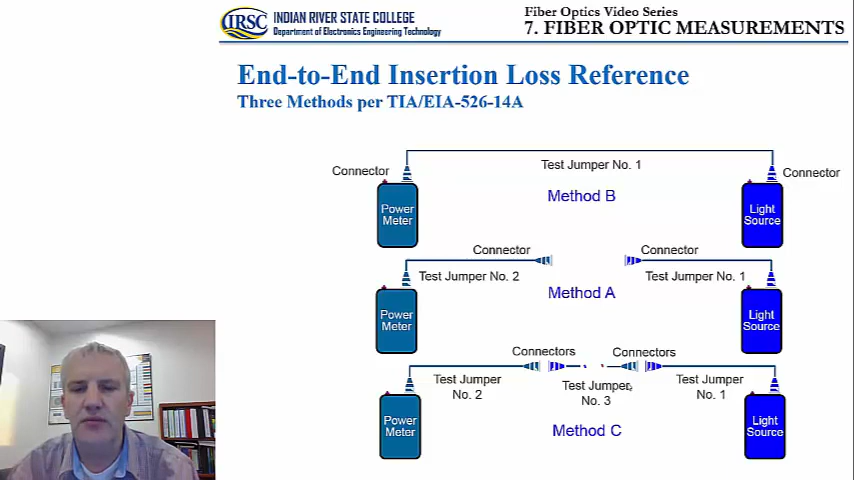 IRSC
INDIAN RIVER STATE COLLEGE
Department of Electronics Engineering Technology
Fiber Optics Video Series
7. FIBER OPTIC MEASUREMENTS
End-to-End Insertion Loss Reference
Three Methods per TIA/EIA-526-14A
Connector
Test Jumper No. 1
Connector
Power
Meter
Method B
Light
Source
Connector
Connector
Test Jumper No. 2
Test Jumper No. 1
Power
Meter
Method A
Light
Source
Connectors
Connectors
Test Jumper
No. 2
Test Jumper
No. 3
Test Jumper
No. 1
Power
Meter
Method C
Light
Source